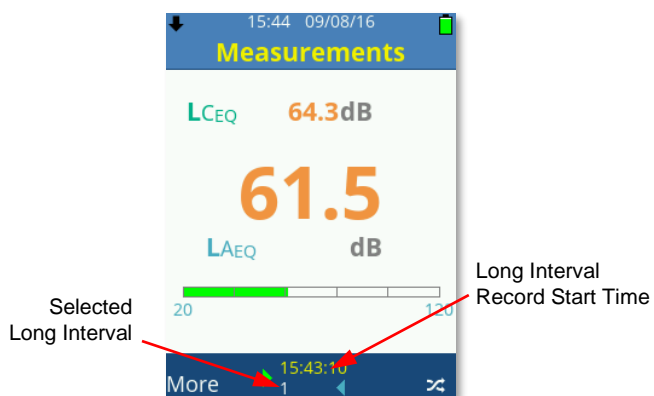 15:44 09/08/16
Measurements
LCEQ 64.3dB
61.5
LAEQ dB
20 120
Selected
Long Interval
Long Interval
Record Start Time
15:43:10
More 1